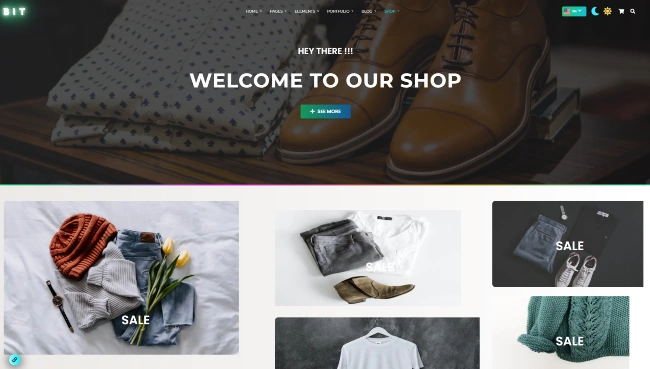 BIT
HOME PAGES ELEMENTS PORTFOLIO BLOG SHOP
HEY THERE !!!
WELCOME TO OUR SHOP
+ SEE MORE
SALE
SALE
SALE
SALE